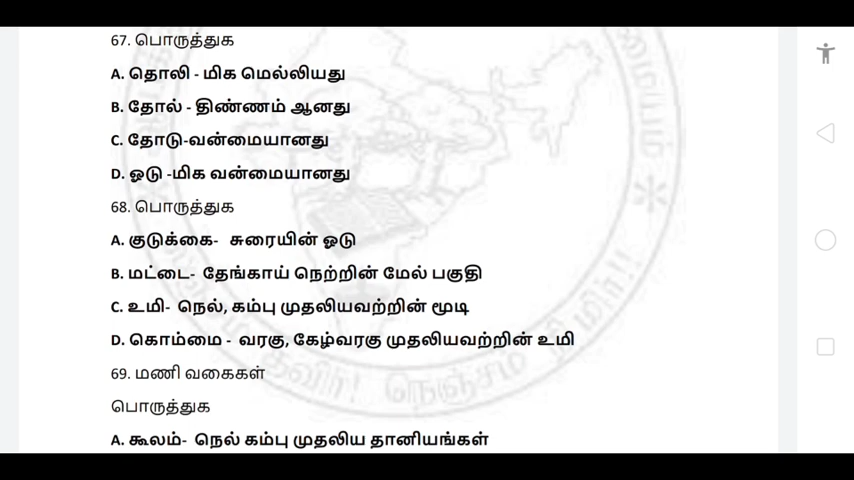 67. பொருத்துக
A. தொலி - மிக மெல்லியது
B. தோல் - திண்ணம் ஆனது
C. தோடு-வன்மையானது
D. ஓடு -மிக வன்மையானது
68. பொருத்துக
A. குடுக்கை- சுரையின் ஓடு
B. மட்டை- தேங்காய் நெற்றின் மேல் பகுதி
C. உமி- நெல், கம்பு முதலியவற்றின் மூடி
D. கொம்மை - வரகு, கேழ்வரகு முதலியவற்றின் உமி
69. மணி வகைகள்
பொருத்துக
A. கூலம்- நெல் கம்பு முதலிய தானியங்கள்